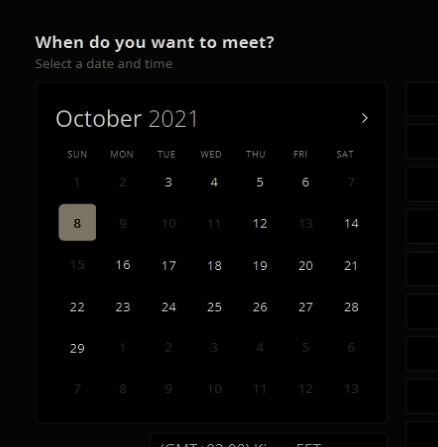 When do you want to meet?
Select a date and time
October 2021
SUN MON TUE WED THU FRI SAT
1 2 3 4 5 6 7
8 9 10 11 12 13 14
15 16 17 18 19 20 21
22 23 24 25 26 27 28
29 1 2 3 4 5 6
7 8 9 10 11 12 13